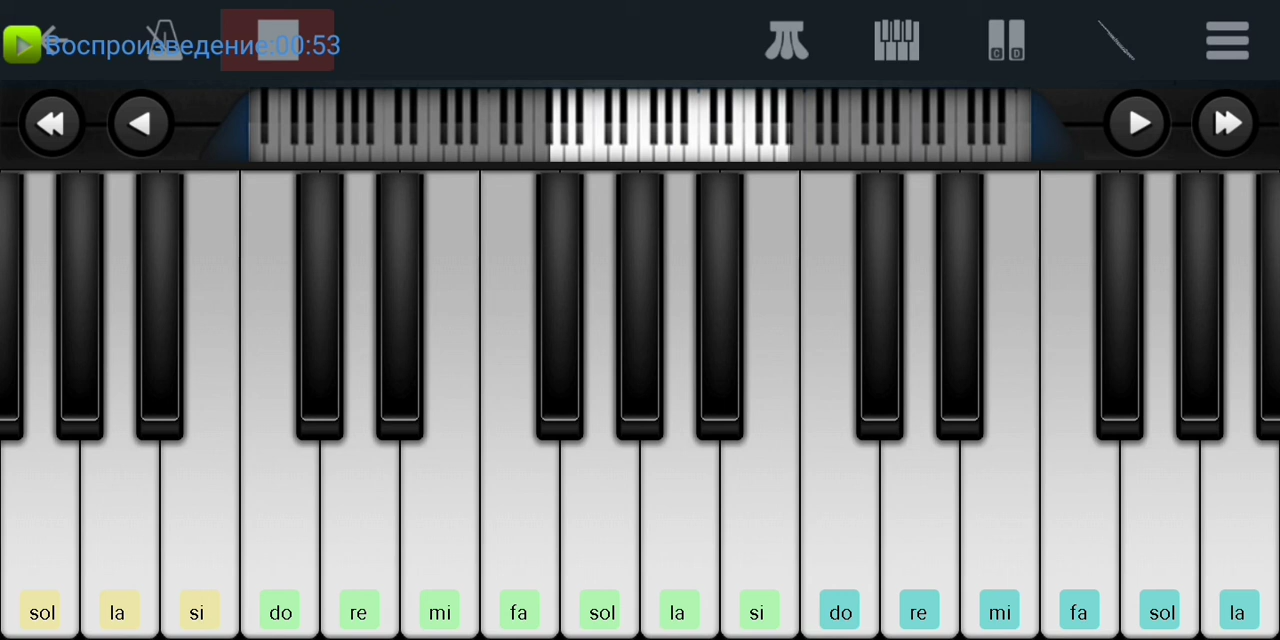 Воспроизведение:00:53
C D
sol la si do re mi fa sol la si do re mi fa sol la